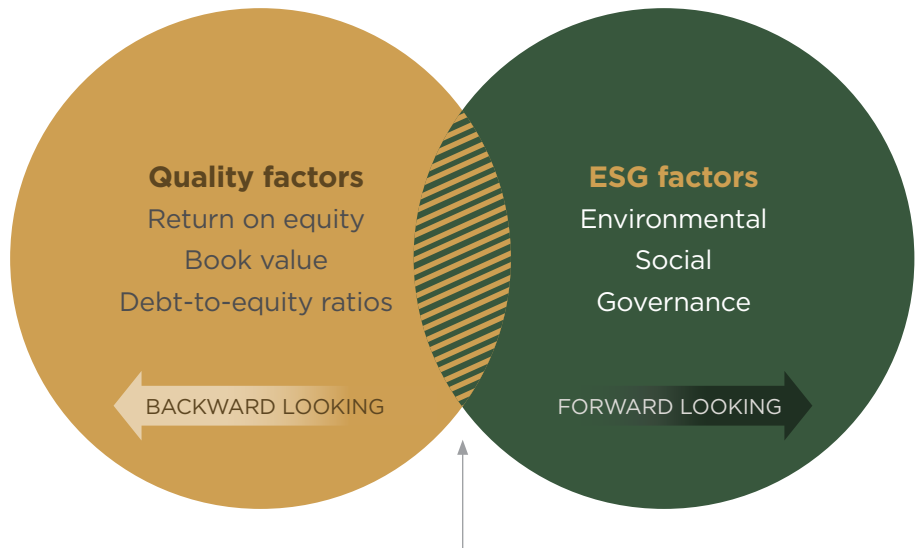 Quality factors
Return on equity
Book value
Debt-to-equity ratios
BACKWARD LOOKING
ESG factors
Environmental
Social
Governance
FORWARD LOOKING